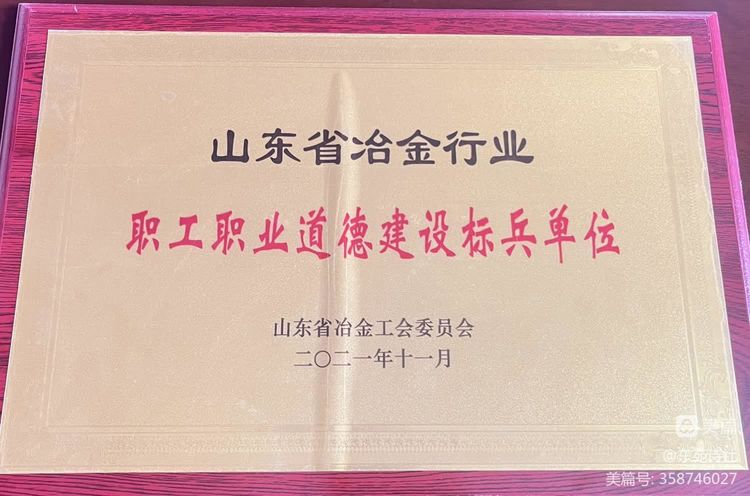 山东省冶金行业
职工职业道德建设标兵单位
山东省冶金工会委员会
二〇二一年十一月
美篇
美篇号: 358746027